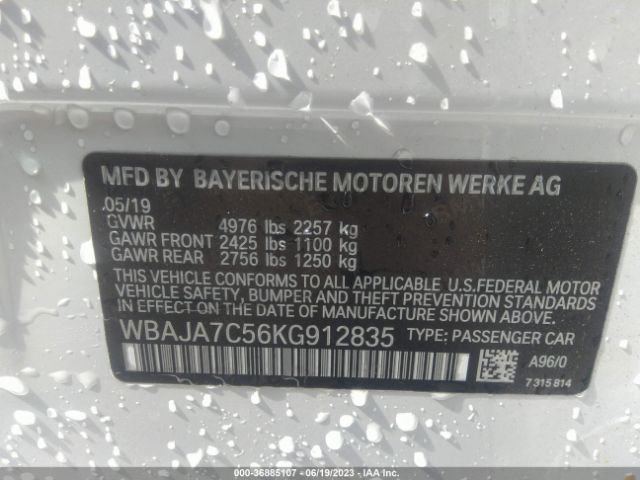 MFD BY BAYERISCHE MOTOREN WERKE AG
05/19
GVWR 4976 lbs 2257 kg
GAWR FRONT 2425 lbs 1100 kg
GAWR REAR 2756 lbs 1250 kg
THIS VEHICLE CONFORMS TO ALL APPLICABLE U.S.FEDERAL MOTOR
VEHICLE SAFETY, BUMPER, AND THEFT PREVENTION STANDARDS
IN EFFECT ON THE DATE OF MANUFACTURE SHOWN ABOVE.
WBAJA7C56KG912835 TYPE: PASSENGER CAR
A96/0
7 315 814
000-36885107 - 06/19/2023 - IAA Inc.